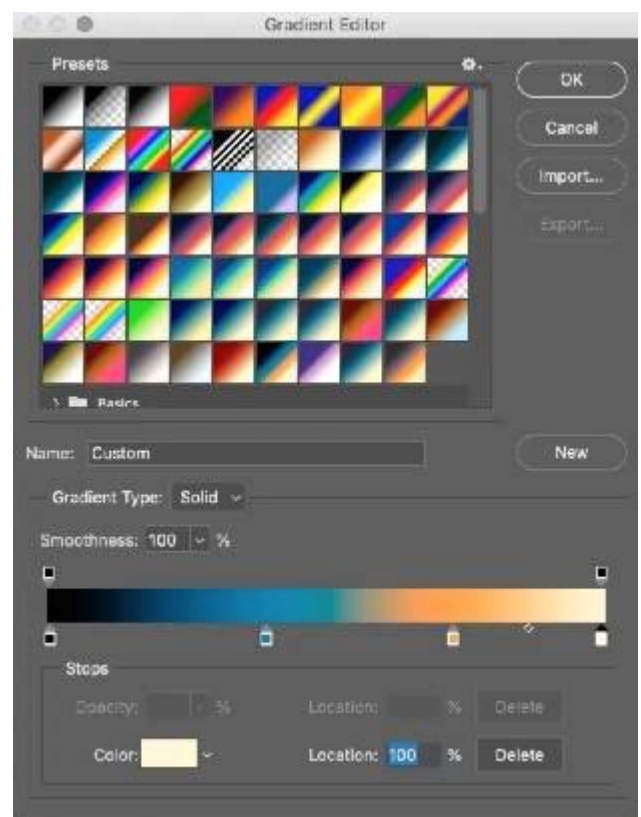 Gradient Editor
Presets
OK
Cancel
Import...
Export...
Basics
Name: Custom
New
Gradient Type: Solid
Smoothness: 100 %
Stops
Opacity: % Location: % Delete
Color: Location: 100 % Delete